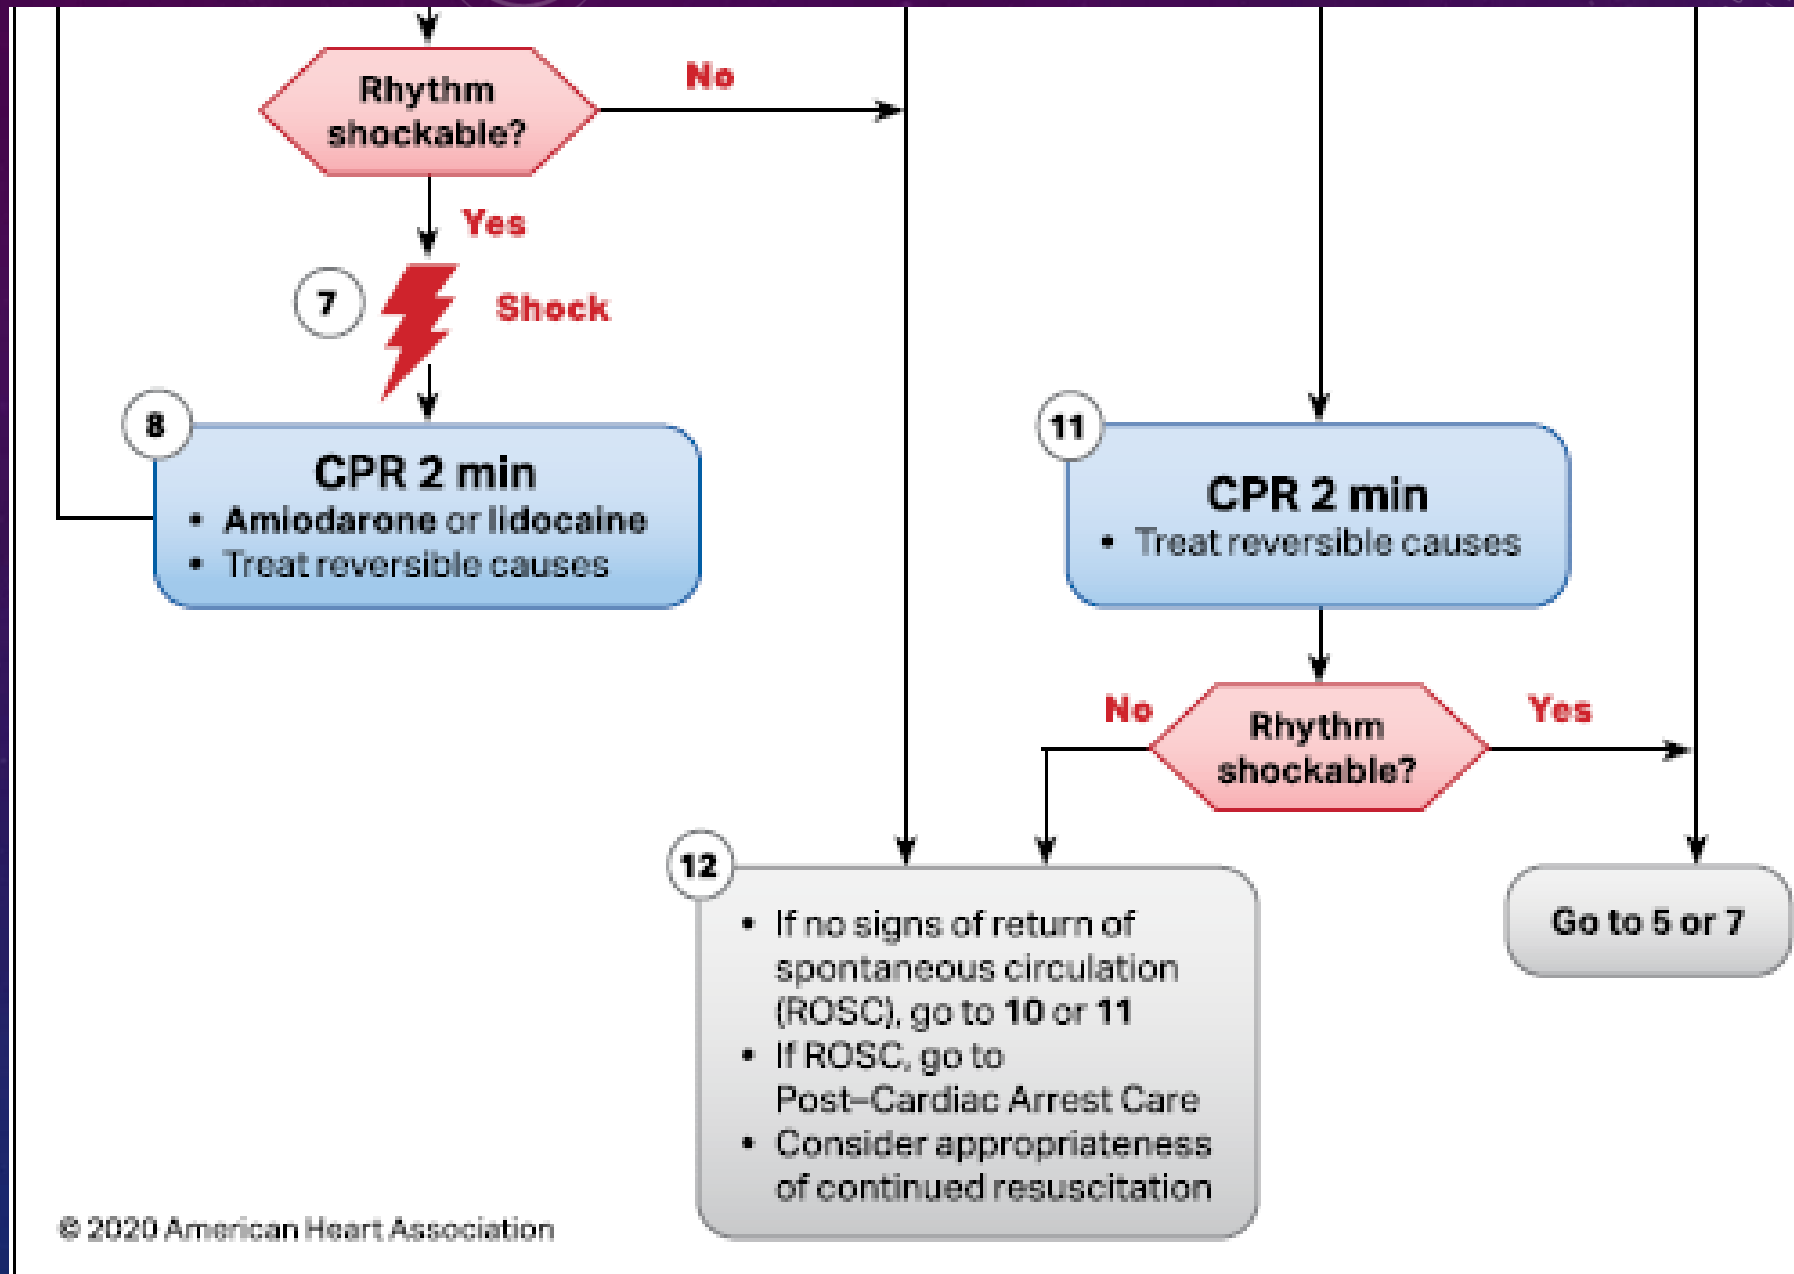 Rhythm
shockable?
No
Yes
7
Shock
8
CPR 2 min
• Amiodarone or lidocaine
• Treat reversible causes
11
CPR 2 min
• Treat reversible causes
No
Rhythm
shockable?
Yes
12
• If no signs of return of
spontaneous circulation
(ROSC), go to 10 or 11
• If ROSC, go to
Post–Cardiac Arrest Care
• Consider appropriateness
of continued resuscitation
Go to 5 or 7
© 2020 American Heart Association